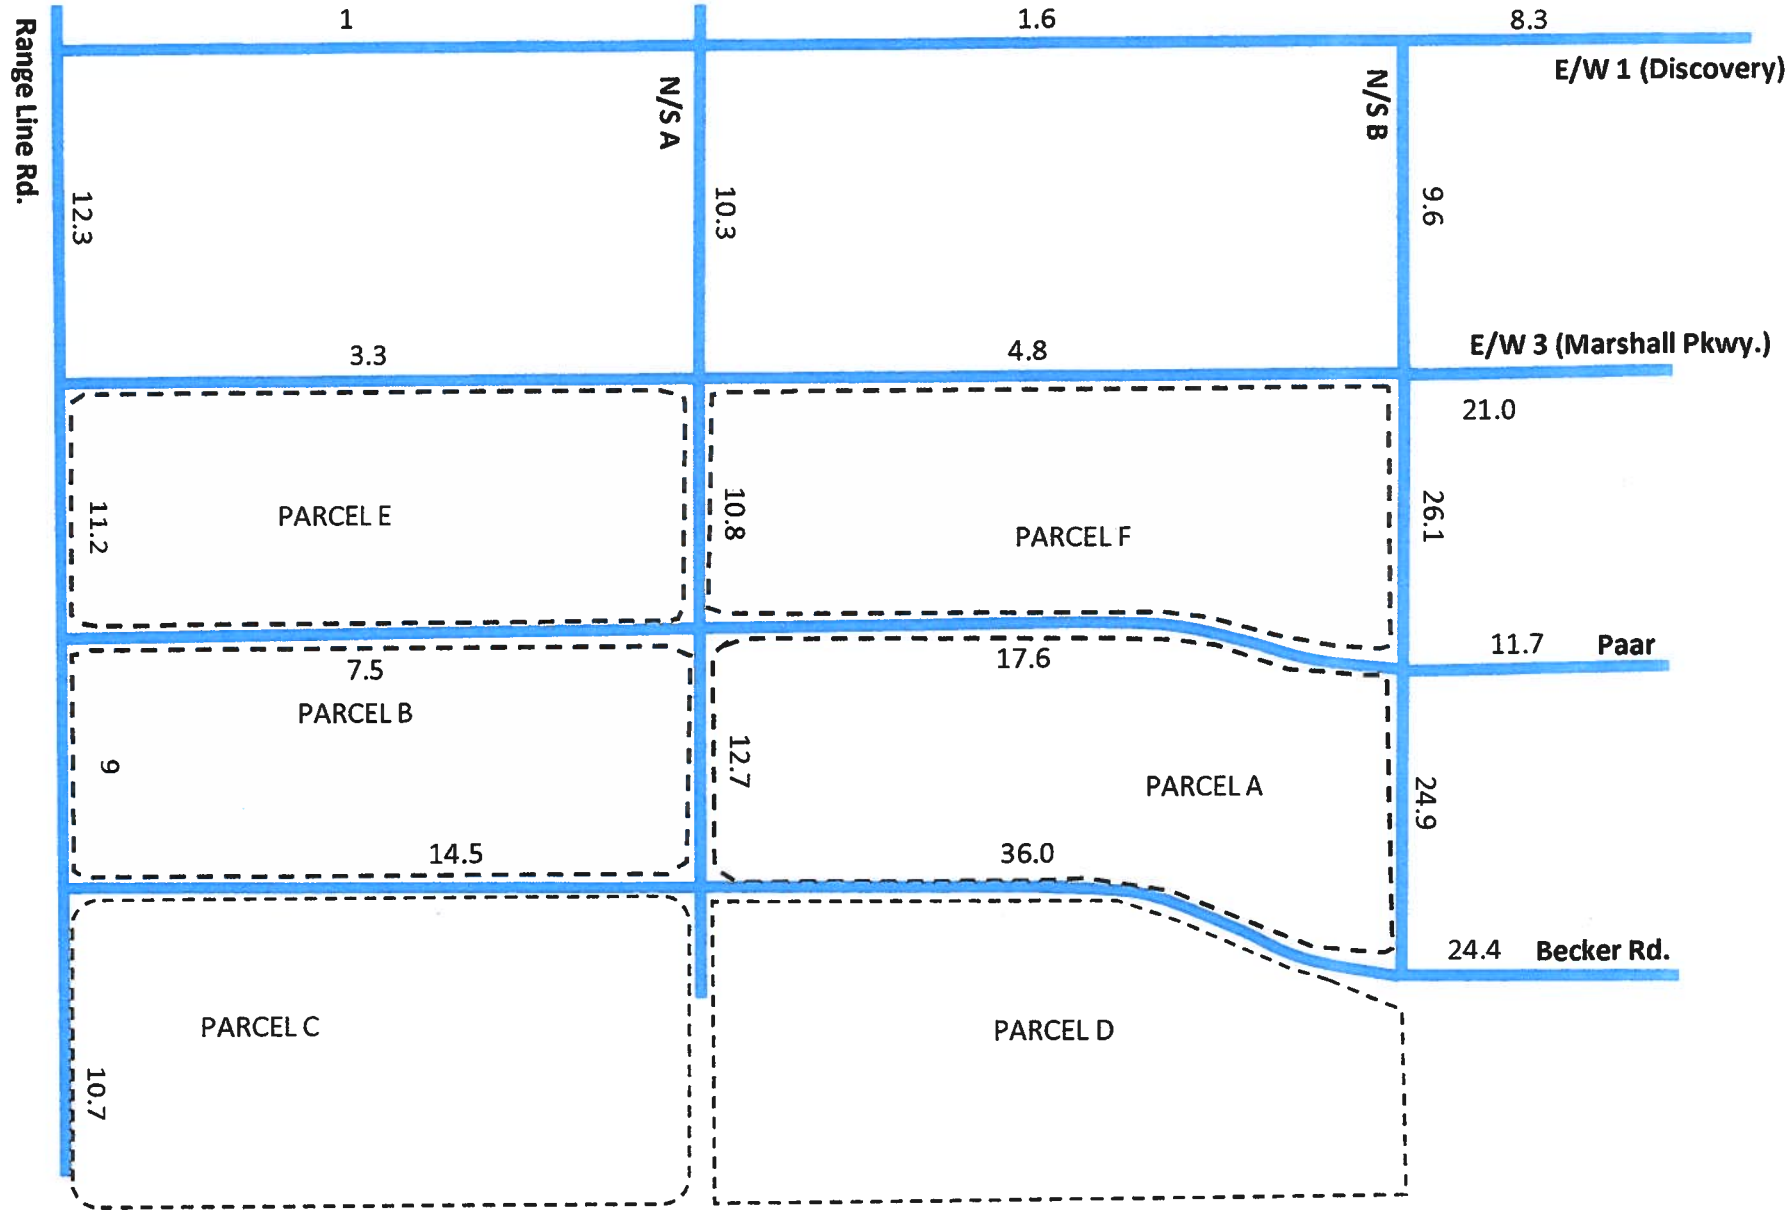 1
1.6
8.3
E/W 1 (Discovery)
Range Line Rd.
N/S A
N/S B
12.3
10.3
9.6
3.3
4.8
E/W 3 (Marshall Pkwy.)
21.0
PARCEL E
11.2
10.8
PARCEL F
26.1
7.5
17.6
11.7 Paar
PARCEL B
9
12.7
PARCEL A
24.9
14.5
36.0
24.4 Becker Rd.
PARCEL C
PARCEL D
10.7